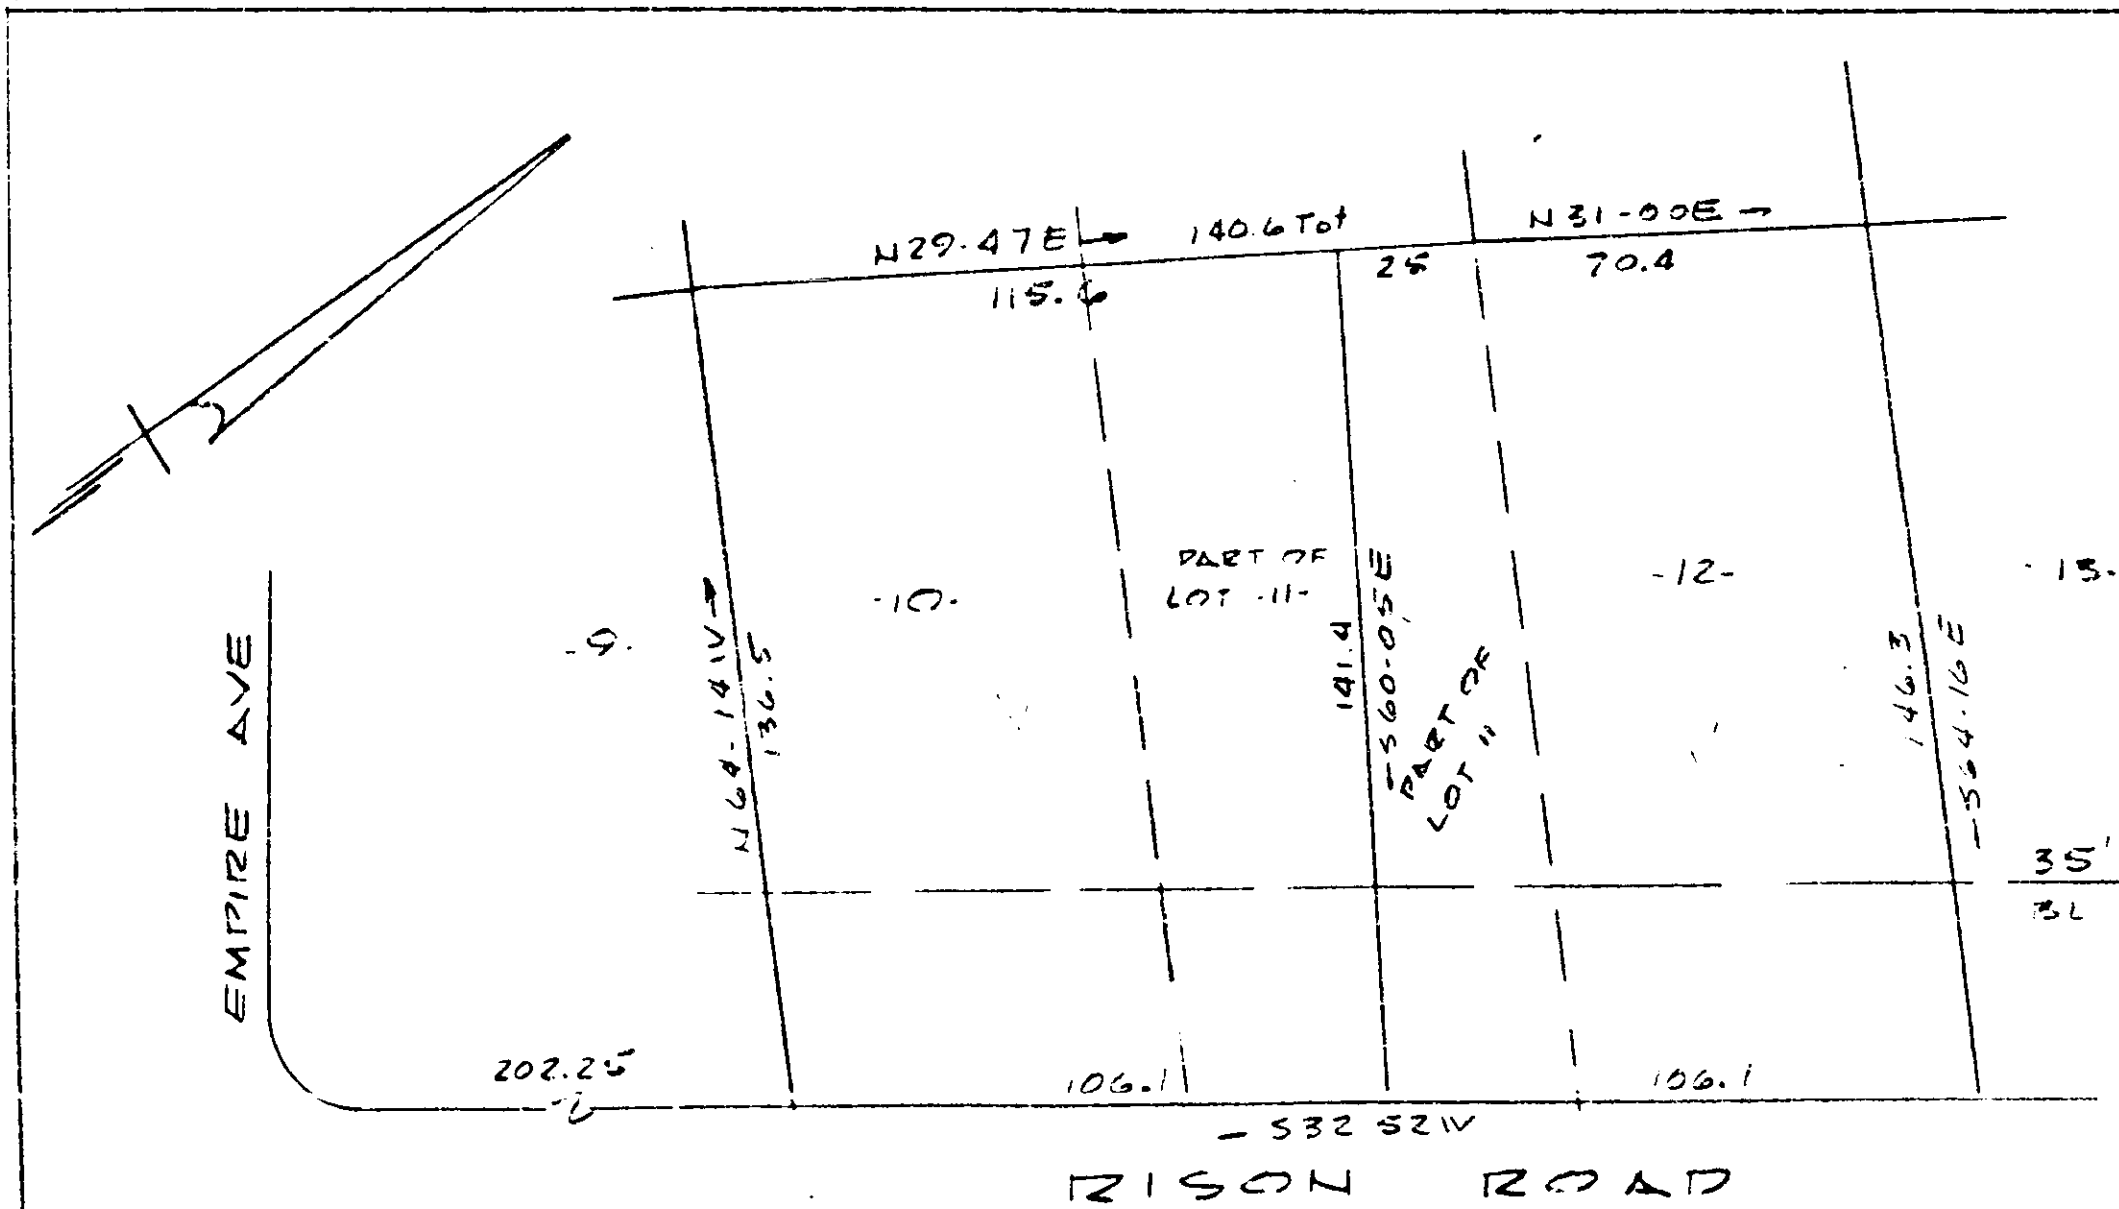 N29-47E
140.6 Tot
N31-00E
115.6
25
70.4
PART OF
LOT -11-
-9-
-10-
-12-
-13-
N64-14W
136.5
141.4
-S60-05E
PART OF
LOT 11
146.3
-S64-16E
EMPIRE AVE
35'
BL
202.25
106.1
106.1
- S32 52W
RISON ROAD